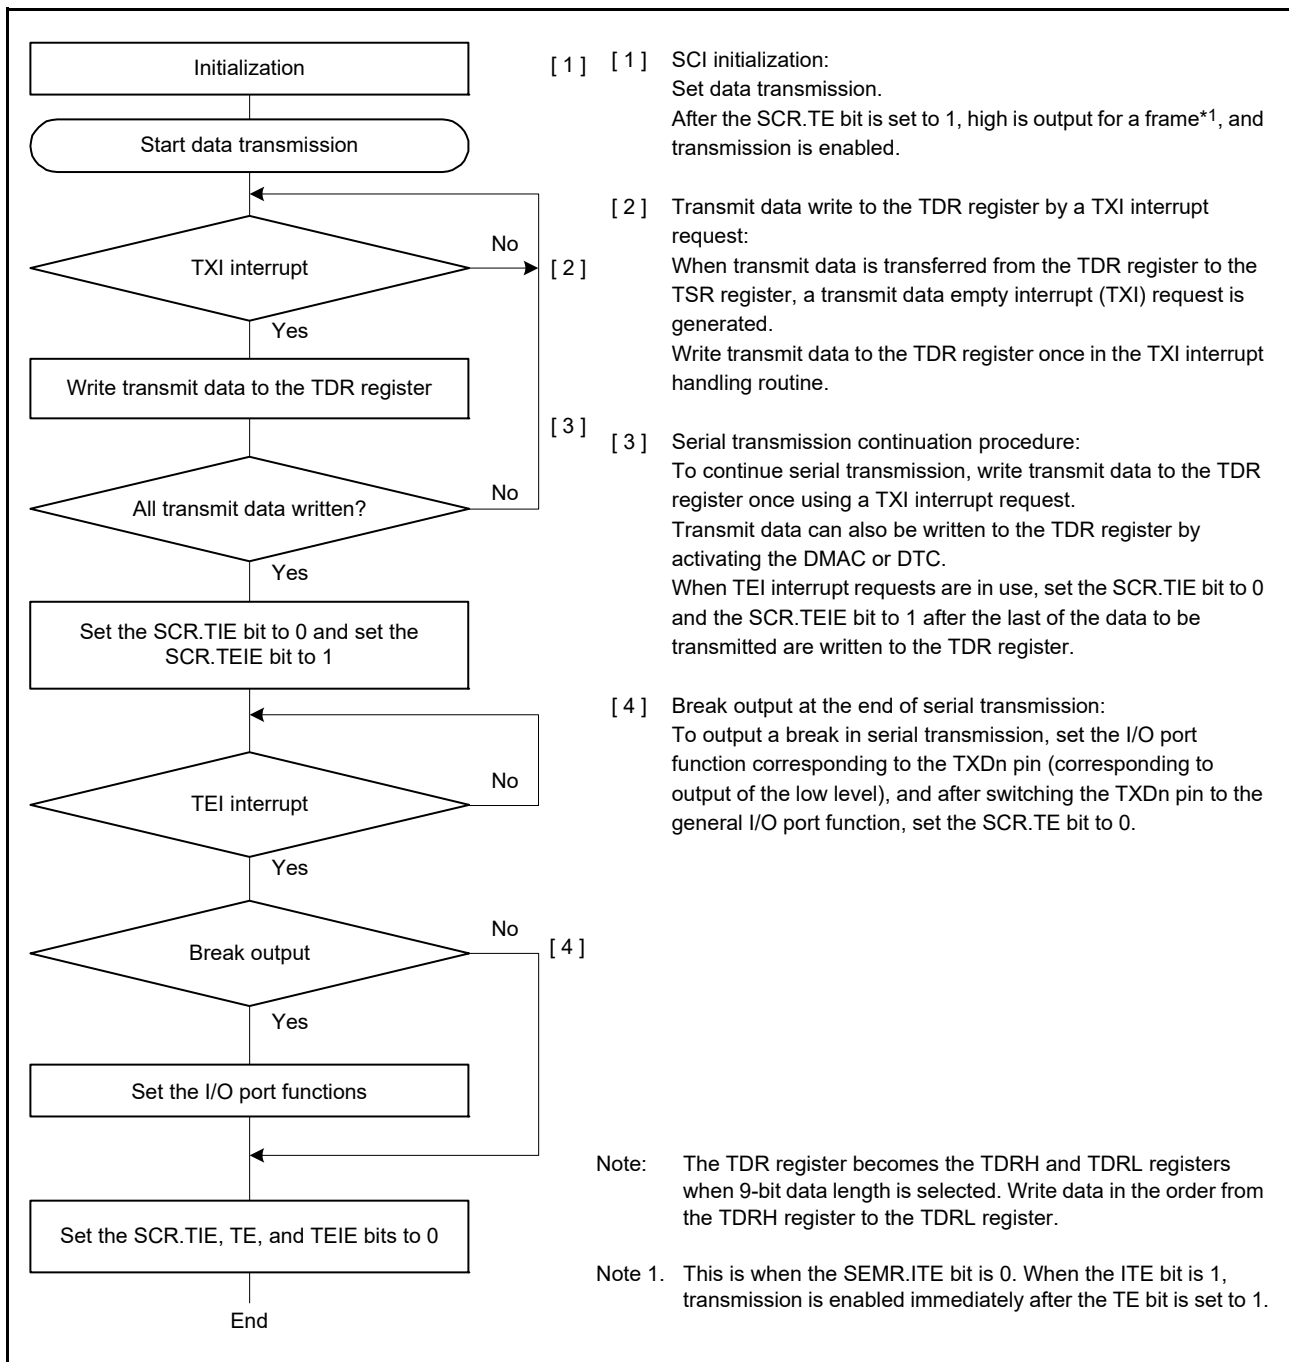 Initialization
[ 1 ]
Start data transmission
TXI interrupt
No
[ 2 ]
Yes
Write transmit data to the TDR register
[ 3 ]
All transmit data written?
No
Yes
Set the SCR.TIE bit to 0 and set the
SCR.TEIE bit to 1
TEI interrupt
No
Yes
Break output
No
[ 4 ]
Yes
Set the I/O port functions
Set the SCR.TIE, TE, and TEIE bits to 0
End
[ 1 ] SCI initialization:
Set data transmission.
After the SCR.TE bit is set to 1, high is output for a frame*1, and
transmission is enabled.
[ 2 ] Transmit data write to the TDR register by a TXI interrupt
request:
When transmit data is transferred from the TDR register to the
TSR register, a transmit data empty interrupt (TXI) request is
generated.
Write transmit data to the TDR register once in the TXI interrupt
handling routine.
[ 3 ] Serial transmission continuation procedure:
To continue serial transmission, write transmit data to the TDR
register once using a TXI interrupt request.
Transmit data can also be written to the TDR register by
activating the DMAC or DTC.
When TEI interrupt requests are in use, set the SCR.TIE bit to 0
and the SCR.TEIE bit to 1 after the last of the data to be
transmitted are written to the TDR register.
[ 4 ] Break output at the end of serial transmission:
To output a break in serial transmission, set the I/O port
function corresponding to the TXDn pin (corresponding to
output of the low level), and after switching the TXDn pin to the
general I/O port function, set the SCR.TE bit to 0.
Note: The TDR register becomes the TDRH and TDRL registers
when 9-bit data length is selected. Write data in the order from
the TDRH register to the TDRL register.
Note 1. This is when the SEMR.ITE bit is 0. When the ITE bit is 1,
transmission is enabled immediately after the TE bit is set to 1.